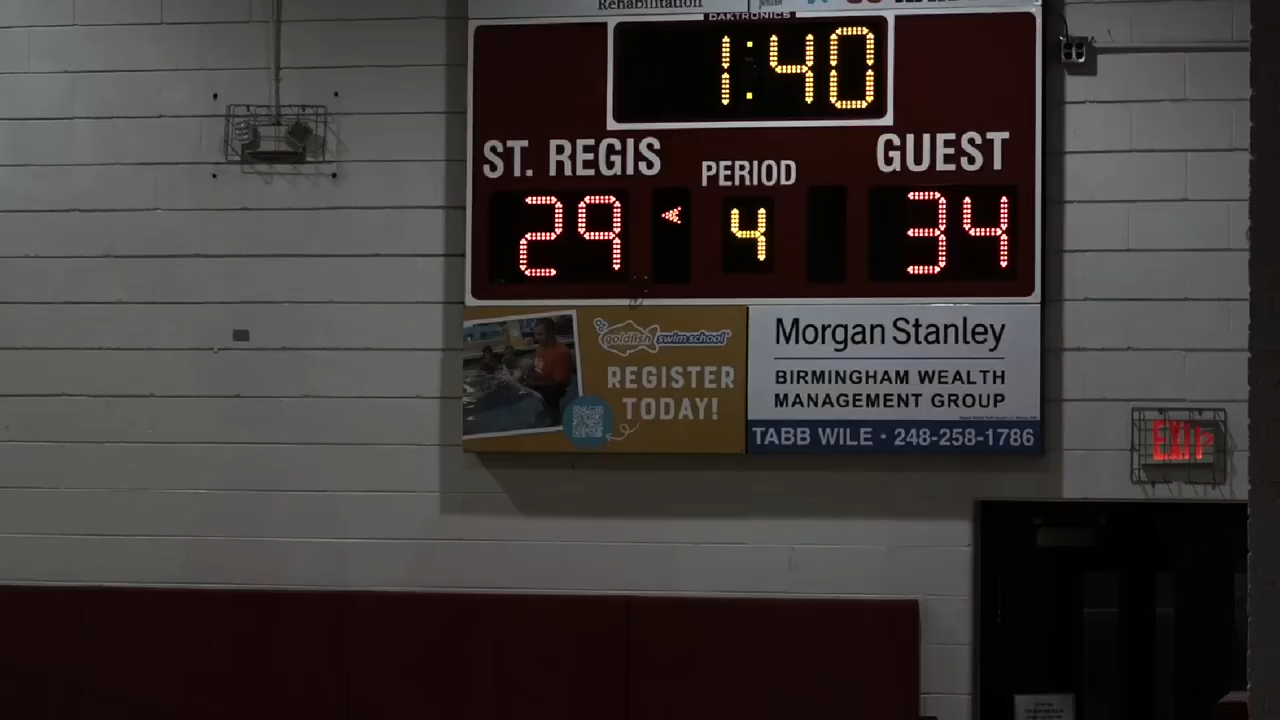 Rehabilitation
DAKTRONICS
1:40
ST. REGIS
PERIOD
GUEST
29
4
34
goldfish swim school
REGISTER
TODAY!
Morgan Stanley
BIRMINGHAM WEALTH
MANAGEMENT GROUP
TABB WILE • 248-258-1786
EXIT